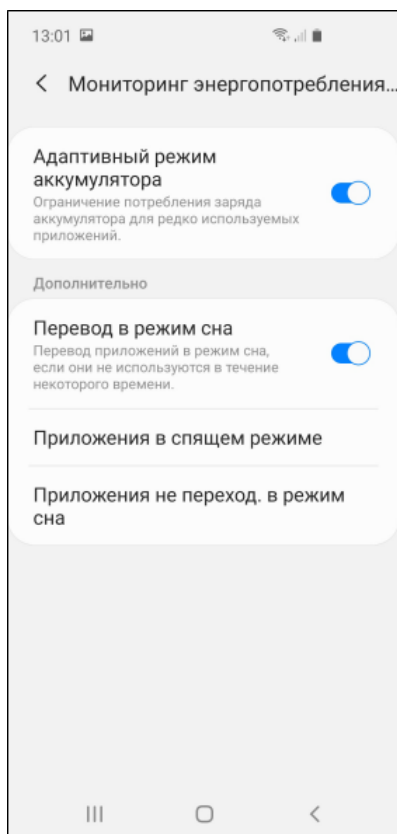 13:01
Мониторинг энергопотребления...
Адаптивный режим
аккумулятора
Ограничение потребления заряда
аккумулятора для редко используемых
приложений.
Дополнительно
Перевод в режим сна
Перевод приложений в режим сна,
если они не используются в течение
некоторого времени.
Приложения в спящем режиме
Приложения не переход. в режим
сна